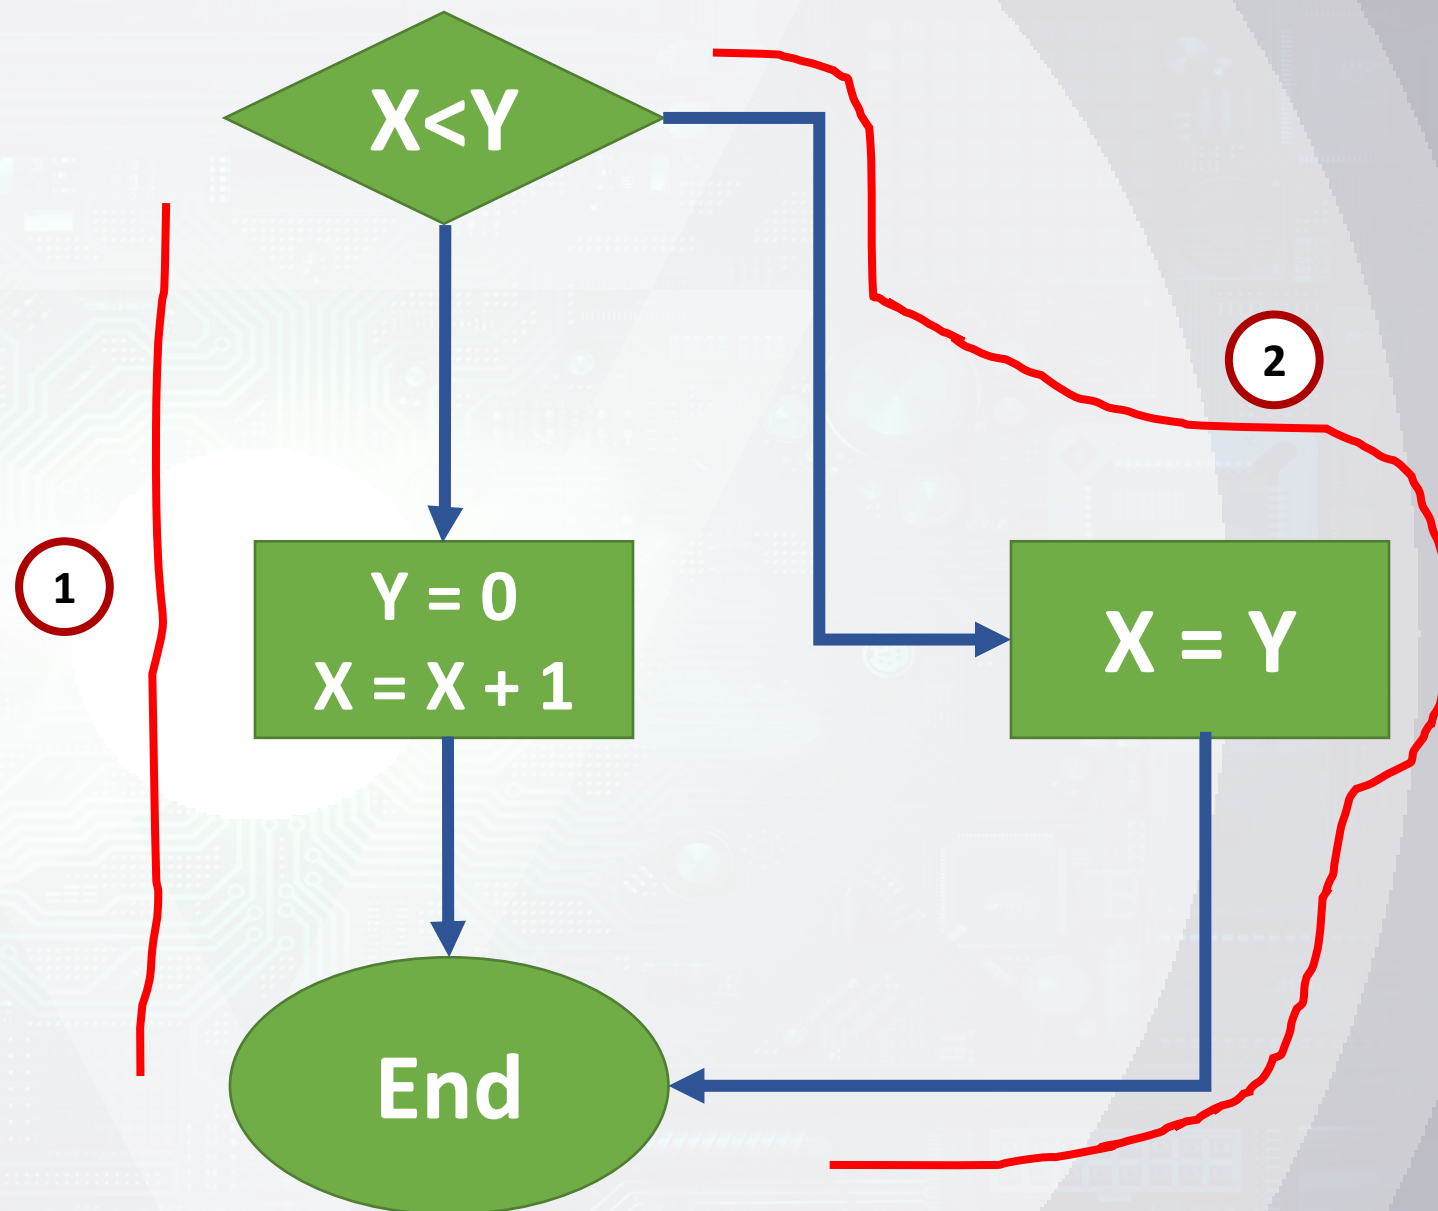 X<Y
2
1
Y = 0
X = X + 1
X = Y
End